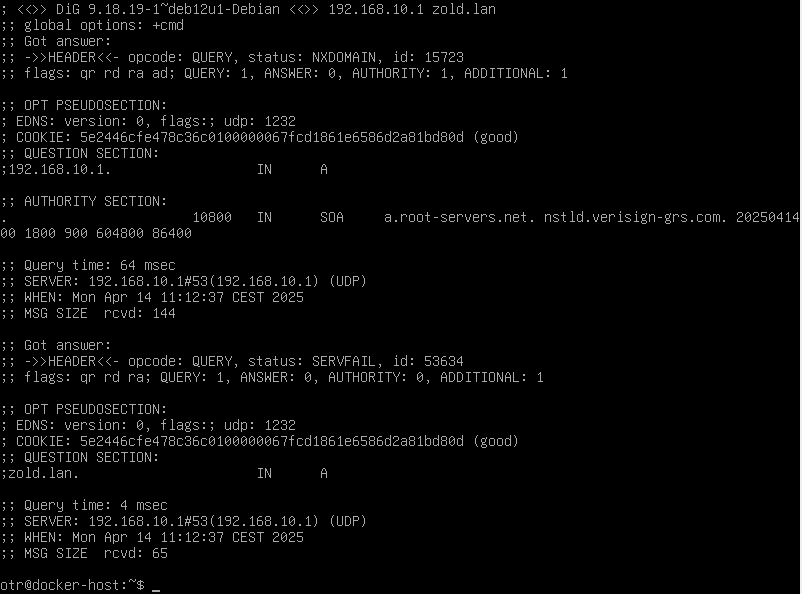 ; <<>> DiG 9.18.19-1~deb12u1-Debian <<>> 192.168.10.1 zold.lan
;; global options: +cmd
;; Got answer:
;; ->>HEADER<<- opcode: QUERY, status: NXDOMAIN, id: 15723
;; flags: qr rd ra ad; QUERY: 1, ANSWER: 0, AUTHORITY: 1, ADDITIONAL: 1

;; OPT PSEUDOSECTION:
; EDNS: version: 0, flags:; udp: 1232
; COOKIE: 5e2446cfe478c36c0100000067fcd1861e6586d2a81bd80d (good)
;; QUESTION SECTION:
;192.168.10.1. IN A

;; AUTHORITY SECTION:
. 10800 IN SOA a.root-servers.net. nstld.verisign-grs.com. 20250414
00 1800 900 604800 86400

;; Query time: 64 msec
;; SERVER: 192.168.10.1#53(192.168.10.1) (UDP)
;; WHEN: Mon Apr 14 11:12:37 CEST 2025
;; MSG SIZE  rcvd: 144

;; Got answer:
;; ->>HEADER<<- opcode: QUERY, status: SERVFAIL, id: 53634
;; flags: qr rd ra; QUERY: 1, ANSWER: 0, AUTHORITY: 0, ADDITIONAL: 1

;; OPT PSEUDOSECTION:
; EDNS: version: 0, flags:; udp: 1232
; COOKIE: 5e2446cfe478c36c0100000067fcd1861e6586d2a81bd80d (good)
;; QUESTION SECTION:
;zold.lan. IN A

;; Query time: 4 msec
;; SERVER: 192.168.10.1#53(192.168.10.1) (UDP)
;; WHEN: Mon Apr 14 11:12:37 CEST 2025
;; MSG SIZE  rcvd: 65

otr@docker-host:~$ _